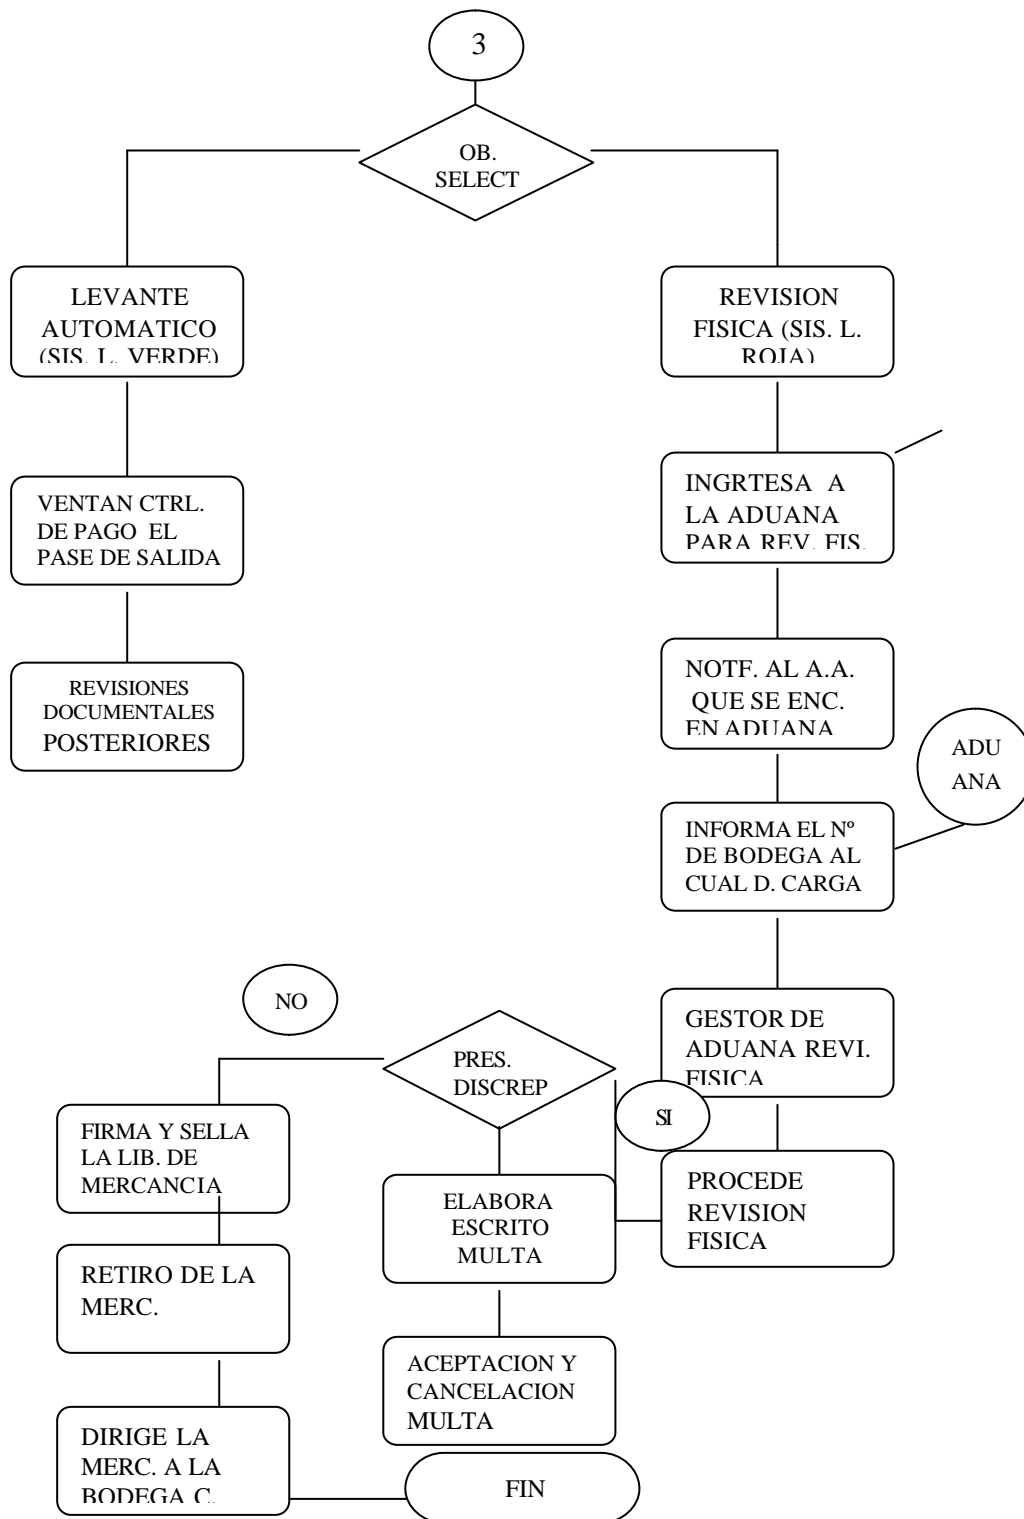 3
OB.
SELECT
LEVANTE
AUTOMATICO
(SIS. L. VERDE)
REVISION
FISICA (SIS. L.
ROJA)
VENTAN CTRL.
DE PAGO EL
PASE DE SALIDA
INGRTESA A
LA ADUANA
PARA REV. FIS.
REVISIONES
DOCUMENTALES
POSTERIORES
NOTF. AL A.A.
QUE SE ENC.
EN ADUANA
ADU
ANA
INFORMA EL Nº
DE BODEGA AL
CUAL D. CARGA
NO
GESTOR DE
ADUANA REVI.
FISICA
PRES.
DISCREP
SI
FIRMA Y SELLA
LA LIB. DE
MERCANCIA
ELABORA
ESCRITO
MULTA
PROCEDE
REVISION
FISICA
RETIRO DE LA
MERC.
ACEPTACION Y
CANCELACION
MULTA
DIRIGE LA
MERC. A LA
BODEGA C.
FIN